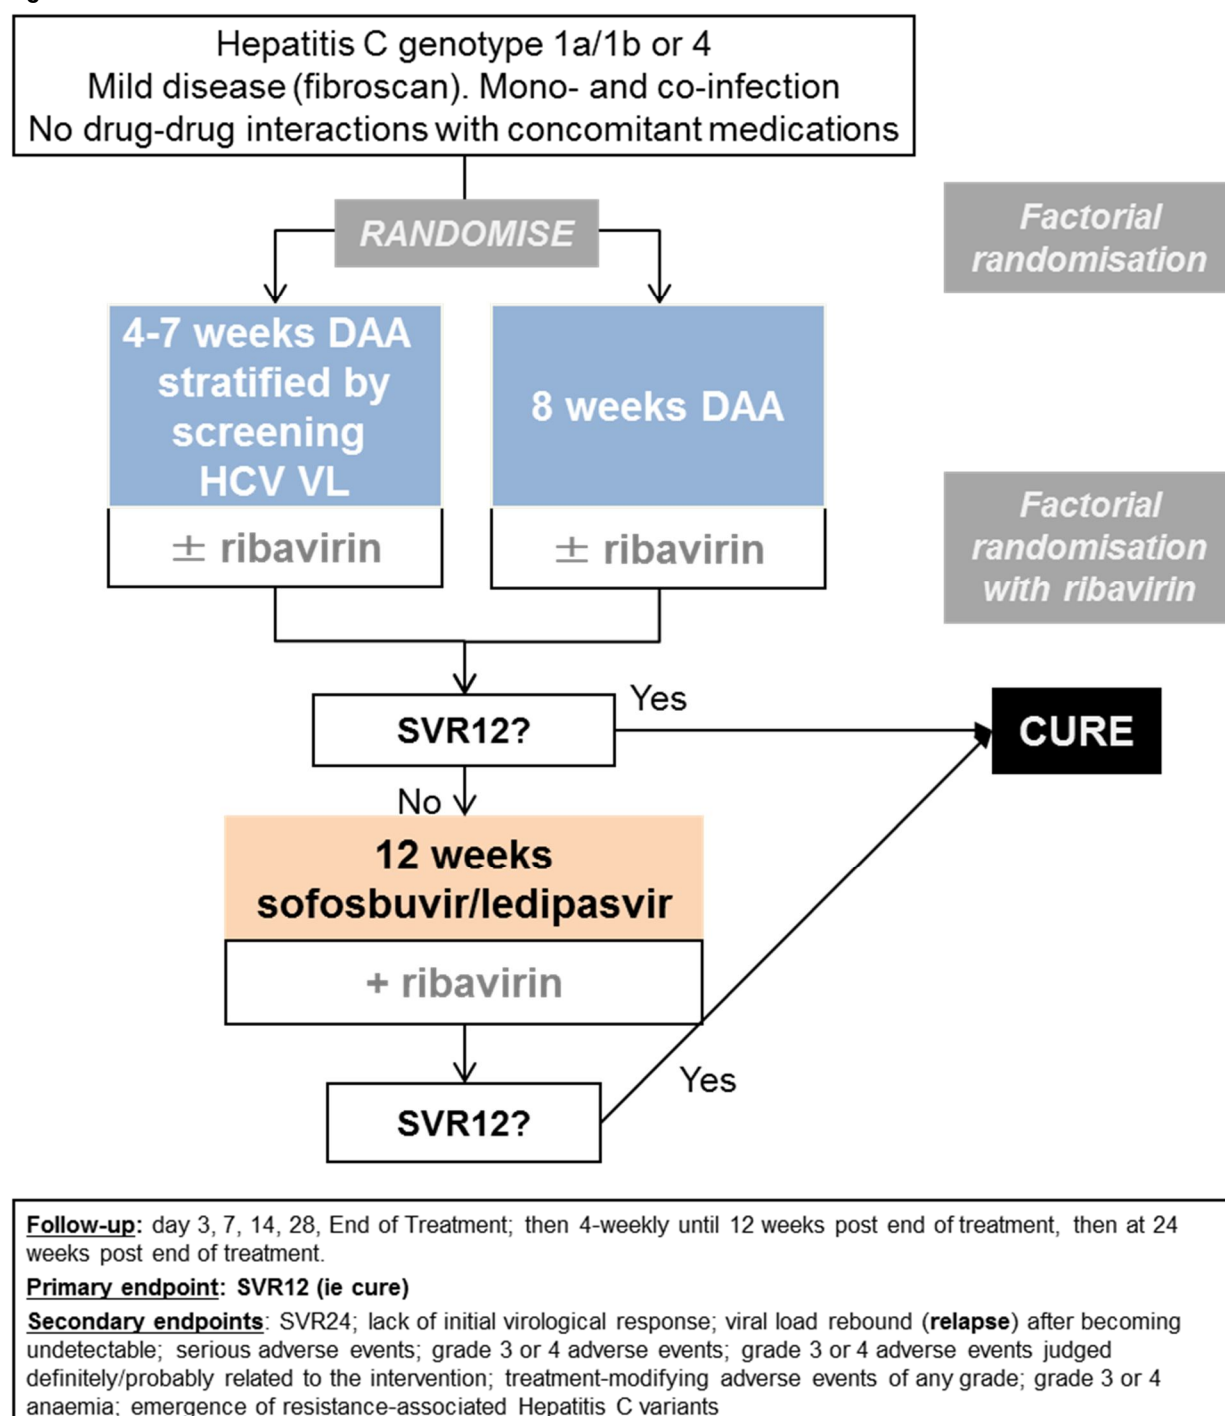 Hepatitis C genotype 1a/1b or 4
Mild disease (fibroscan). Mono- and co-infection
No drug-drug interactions with concomitant medications
RANDOMISE
Factorial
randomisation
4-7 weeks DAA
stratified by
screening
HCV VL
8 weeks DAA
± ribavirin
± ribavirin
Factorial
randomisation
with ribavirin
SVR12?
Yes
CURE
No
12 weeks
sofosbuvir/ledipasvir
+ ribavirin
SVR12?
Yes
Follow-up: day 3, 7, 14, 28, End of Treatment; then 4-weekly until 12 weeks post end of treatment, then at 24
weeks post end of treatment.
Primary endpoint: SVR12 (ie cure)
Secondary endpoints: SVR24; lack of initial virological response; viral load rebound (relapse) after becoming
undetectable; serious adverse events; grade 3 or 4 adverse events; grade 3 or 4 adverse events judged
definitely/probably related to the intervention; treatment-modifying adverse events of any grade; grade 3 or 4
anaemia; emergence of resistance-associated Hepatitis C variants